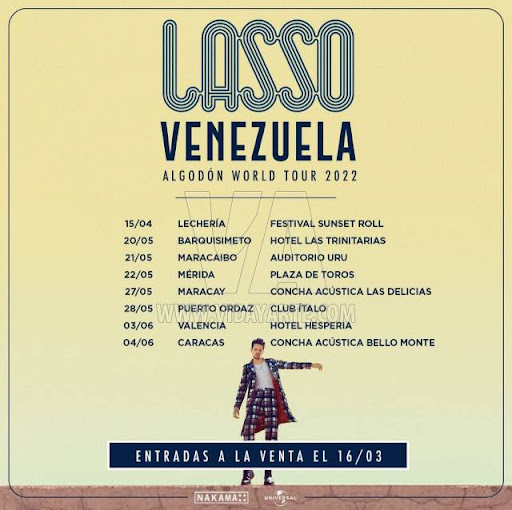 LASSO
VENEZUELA
ALGODÓN WORLD TOUR 2022
15/04 LECHERÍA FESTIVAL SUNSET ROLL
20/05 BARQUISIMETO HOTEL LAS TRINITARIAS
21/05 MARACAIBO AUDITORIO URU
22/05 MÉRIDA PLAZA DE TOROS
27/05 MARACAY CONCHA ACÚSTICA LAS DELICIAS
28/05 PUERTO ORDAZ CLUB ÍTALO
WWW.VIDAYARTE.COM
03/06 VALENCIA HOTEL HESPERIA
04/06 CARACAS CONCHA ACÚSTICA BELLO MONTE
ENTRADAS A LA VENTA EL 16/03
NAKAMA
UNIVERSAL